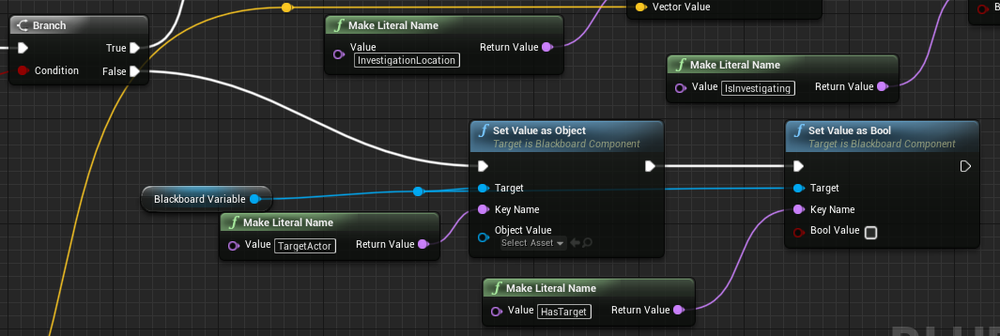 Branch
True
Condition
False
Make Literal Name
Value
InvestigationLocation
Return Value
Vector Value
Make Literal Name
Value IsInvestigating Return Value
Set Value as Object
Target is Blackboard Component
Target
Key Name
Object Value
Select Asset
Set Value as Bool
Target is Blackboard Component
Target
Key Name
Bool Value
Blackboard Variable
Make Literal Name
Value TargetActor Return Value
Make Literal Name
Value HasTarget Return Value